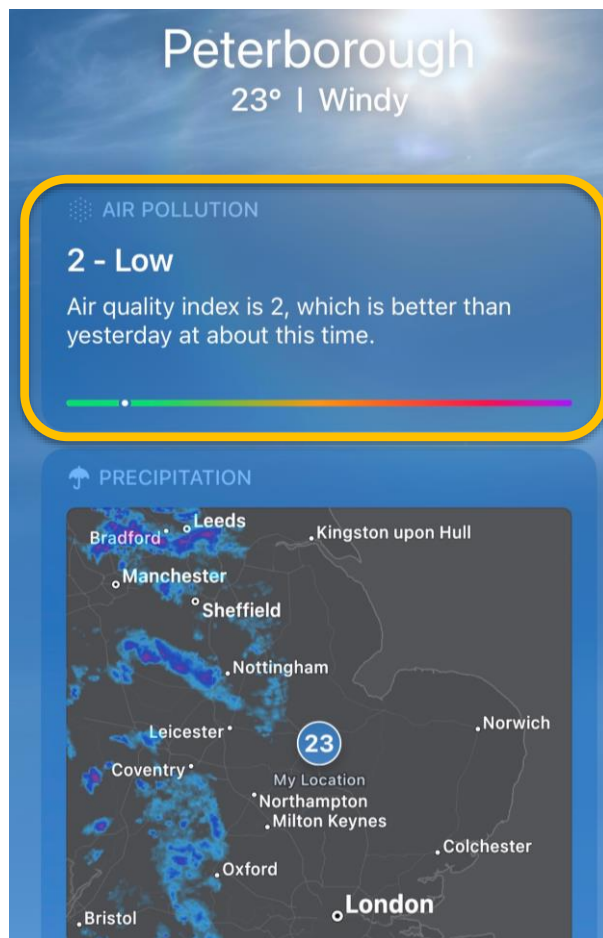 Peterborough
23° | Windy
AIR POLLUTION
2 - Low
Air quality index is 2, which is better than
yesterday at about this time.
PRECIPITATION
Leeds
Bradford
Kingston upon Hull
Manchester
Sheffield
Nottingham
Leicester
Norwich
23
Coventry
My Location
Northampton
Milton Keynes
Colchester
Oxford
London
Bristol